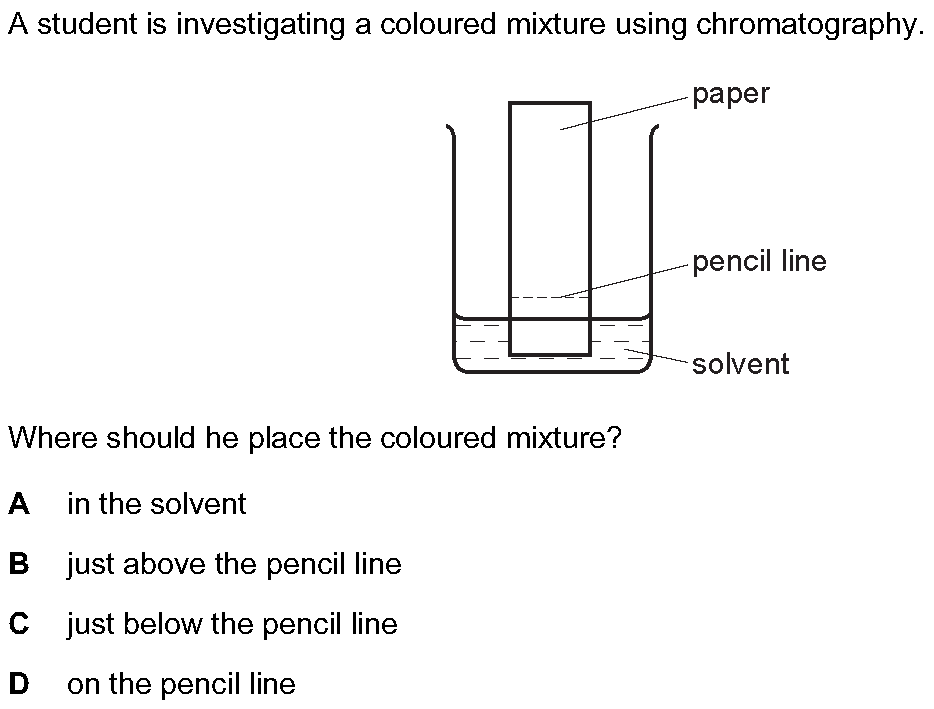 A student is investigating a coloured mixture using chromatography.
paper
pencil line
solvent
Where should he place the coloured mixture?
A in the solvent
B just above the pencil line
C just below the pencil line
D on the pencil line